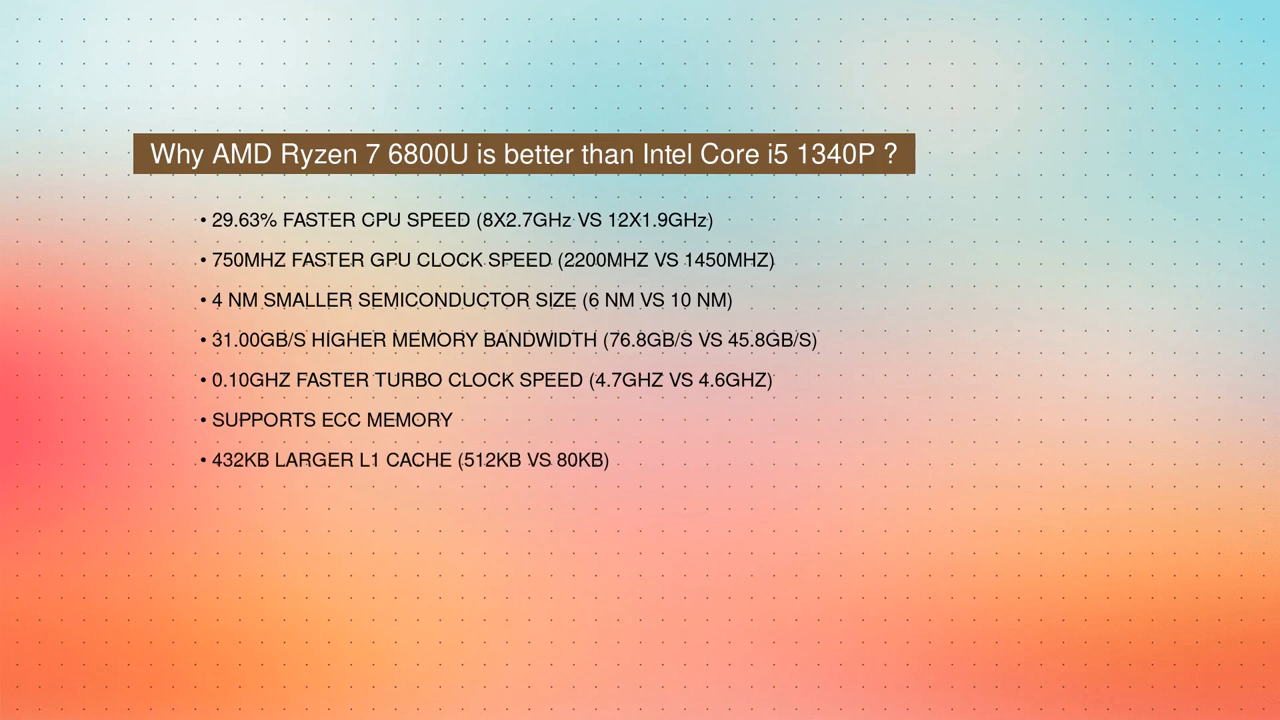 Why AMD Ryzen 7 6800U is better than Intel Core i5 1340P ?
• 29.63% FASTER CPU SPEED (8X2.7GHz VS 12X1.9GHz)
• 750MHZ FASTER GPU CLOCK SPEED (2200MHZ VS 1450MHZ)
• 4 NM SMALLER SEMICONDUCTOR SIZE (6 NM VS 10 NM)
• 31.00GB/S HIGHER MEMORY BANDWIDTH (76.8GB/S VS 45.8GB/S)
• 0.10GHZ FASTER TURBO CLOCK SPEED (4.7GHZ VS 4.6GHZ)
• SUPPORTS ECC MEMORY
• 432KB LARGER L1 CACHE (512KB VS 80KB)